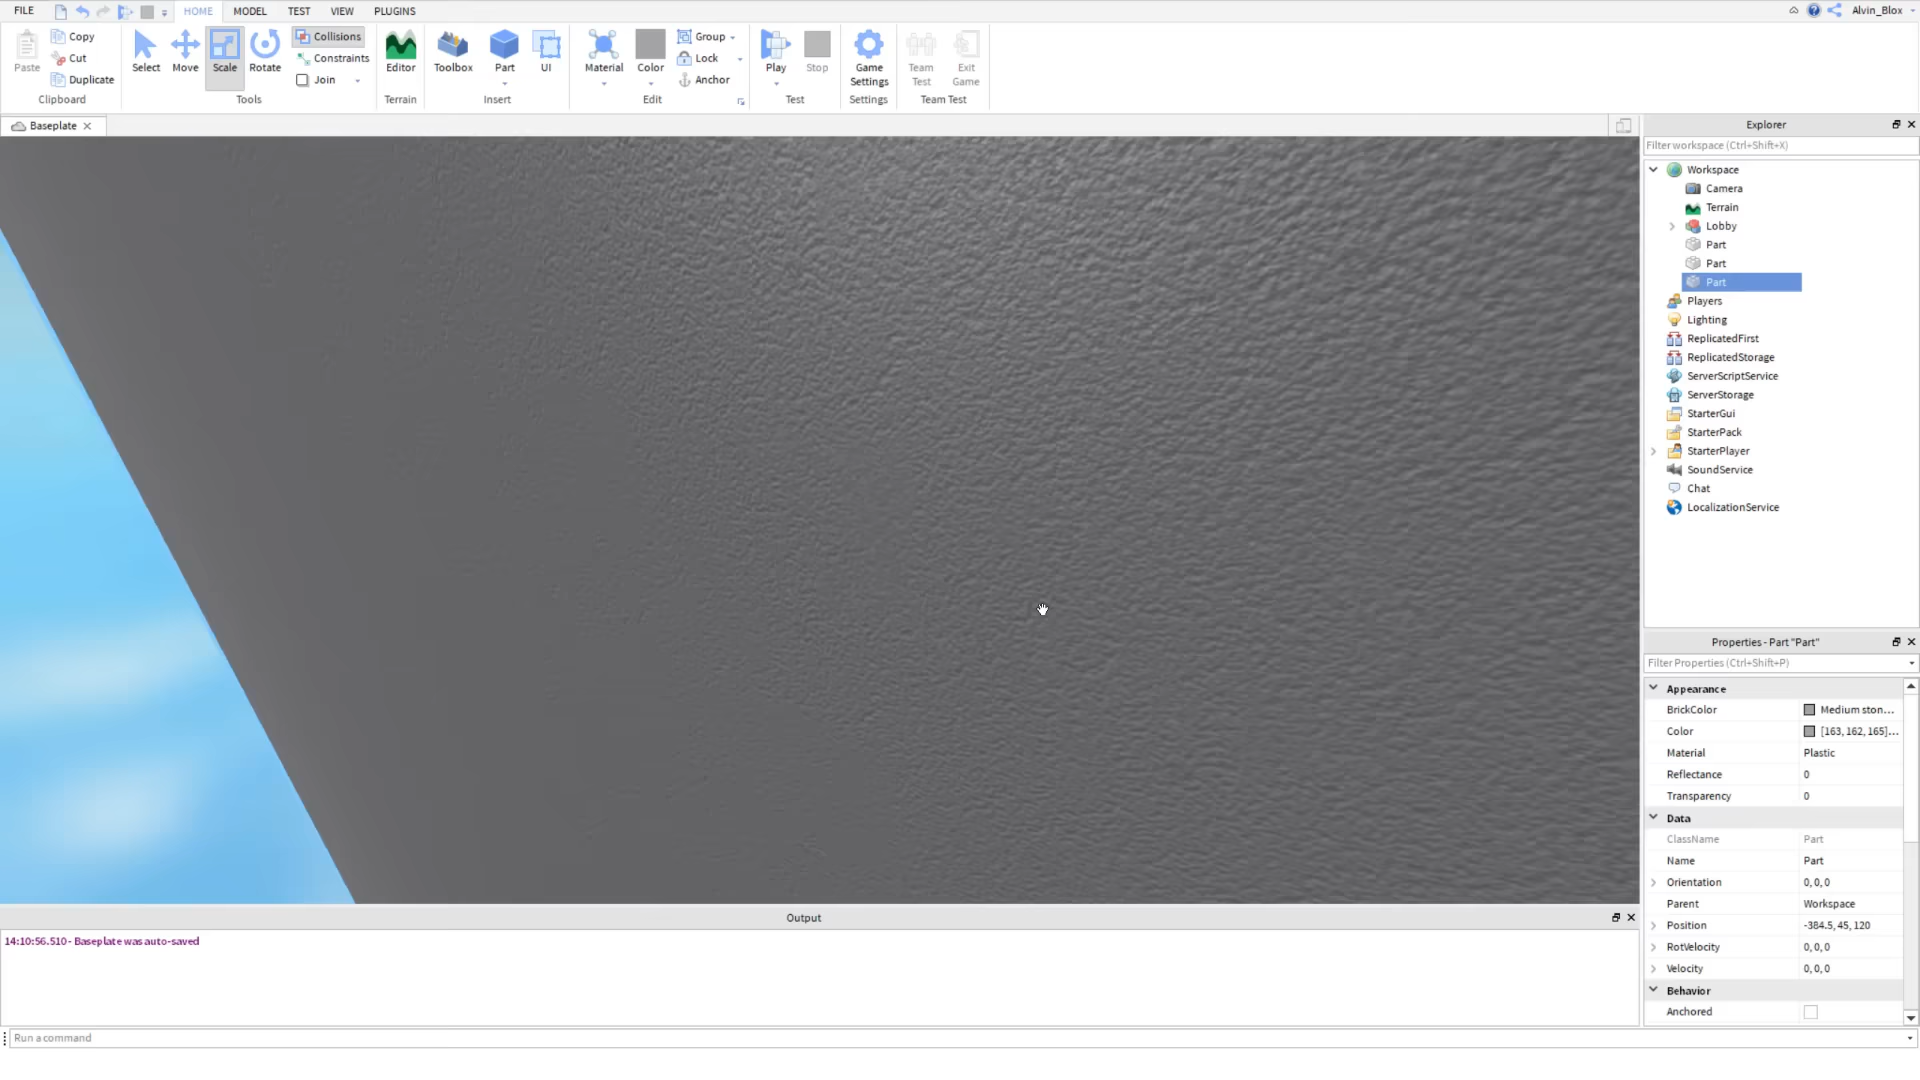 FILE HOME MODEL TEST VIEW PLUGINS Alvin_Blox
Paste
Copy
Cut
Duplicate
Clipboard
Select
Move
Scale
Rotate
Collisions
Constraints
Join
Tools
Editor
Terrain
Toolbox
Part
UI
Insert
Material
Color
Group
Lock
Anchor
Edit
Play
Stop
Test
Game
Settings
Settings
Team
Test
Exit
Game
Team Test
Baseplate
Explorer
Filter workspace (Ctrl+Shift+X)
Workspace
Camera
Terrain
Lobby
Part
Part
Part
Players
Lighting
ReplicatedFirst
ReplicatedStorage
ServerScriptService
ServerStorage
StarterGui
StarterPack
StarterPlayer
SoundService
Chat
LocalizationService
Properties - Part "Part"
Filter Properties (Ctrl+Shift+P)
Appearance
BrickColor Medium ston...
Color [163, 162, 165]...
Material Plastic
Reflectance 0
Transparency 0
Data
ClassName Part
Name Part
Orientation 0, 0, 0
Parent Workspace
Position -384.5, 45, 120
RotVelocity 0, 0, 0
Velocity 0, 0, 0
Behavior
Anchored
Output
14:10:56.510 - Baseplate was auto-saved
Run a command